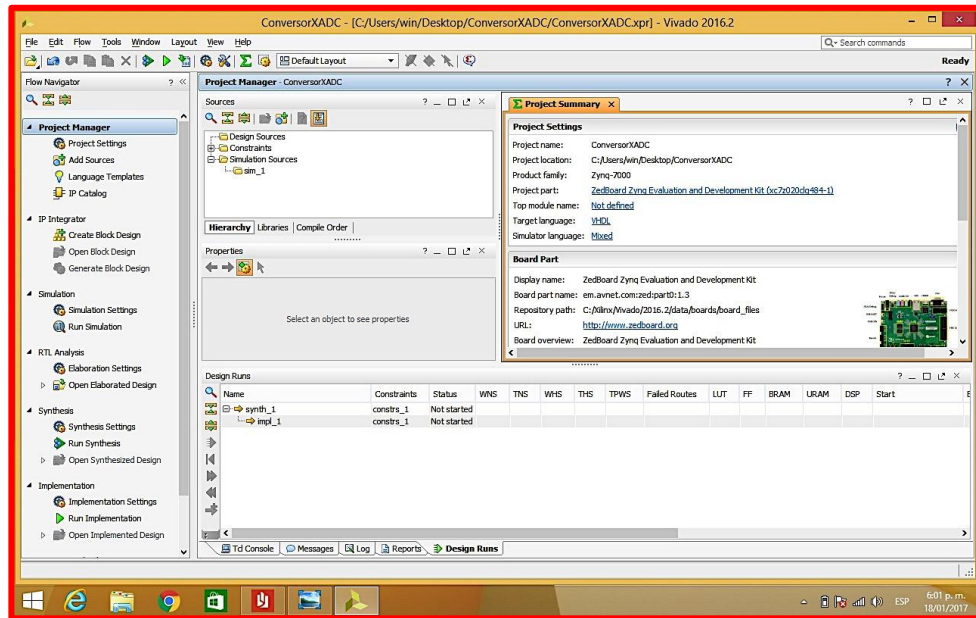 ConversorXADC - [C:/Users/win/Desktop/ConversorXADC/ConversorXADC.xpr] - Vivado 2016.2
File Edit Flow Tools Window Layout View Help
Search commands
Default Layout
Ready
Flow Navigator
Project Manager
Project Settings
Add Sources
Language Templates
IP Catalog
IP Integrator
Create Block Design
Open Block Design
Generate Block Design
Simulation
Simulation Settings
Run Simulation
RTL Analysis
Elaboration Settings
Open Elaborated Design
Synthesis
Synthesis Settings
Run Synthesis
Open Synthesized Design
Implementation
Implementation Settings
Run Implementation
Open Implemented Design
Project Manager - ConversorXADC
Sources
Design Sources
Constraints
Simulation Sources
sim_1
Hierarchy Libraries Compile Order
Properties
Select an object to see properties
Project Summary
Project Settings
Project name: ConversorXADC
Project location: C:/Users/win/Desktop/ConversorXADC
Product family: Zynq-7000
Project part: ZedBoard Zynq Evaluation and Development Kit (xc7z020clg484-1)
Top module name: Not defined
Target language: VHDL
Simulator language: Mixed
Board Part
Display name: ZedBoard Zynq Evaluation and Development Kit
Board part name: em.avnet.com:zed:part0:1.3
Repository path: C:/Xilinx/Vivado/2016.2/data/boards/board_files
URL: http://www.zedboard.org
Board overview: ZedBoard Zynq Evaluation and Development Kit
Design Runs
Name Constraints Status WNS TNS WHS THS TPWS Failed Routes LUT FF BRAM URAM DSP Start E
synth_1 constrs_1 Not started
impl_1 constrs_1 Not started
Tcl Console Messages Log Reports Design Runs
ESP
6:01 p. m.
18/01/2017